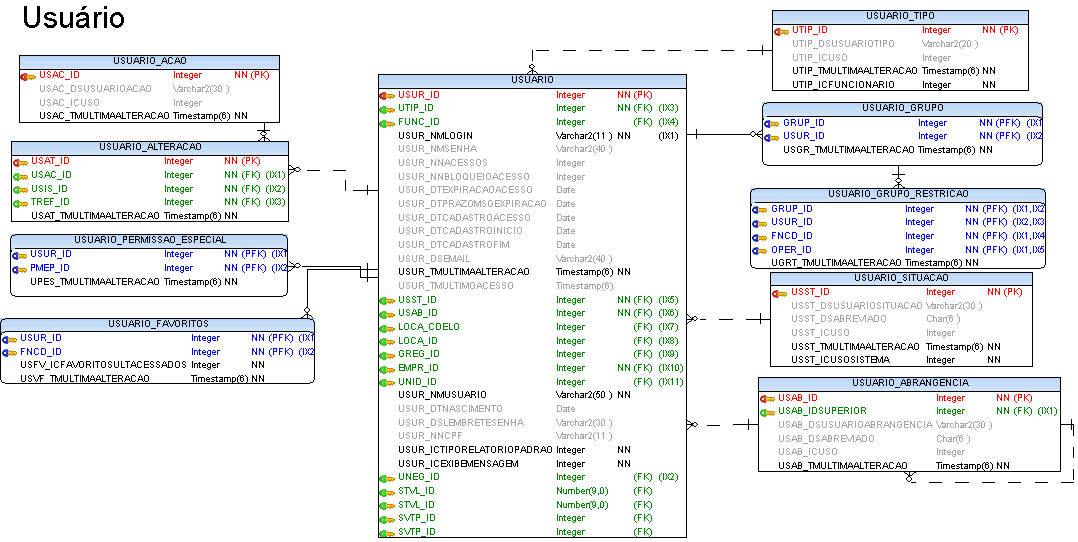 Usuário
USUARIO_ACAO
USAC_ID Integer NN (PK)
USAC_DSUSUARIOACAO Varchar2(30 )
USAC_ICUSO Integer
USAC_TMULTIMAALTERACAO Timestamp(6) NN
USUARIO_ALTERACAO
USAT_ID Integer NN (PK)
USAC_ID Integer NN (FK) (IX1)
USIS_ID Integer NN (FK) (IX2)
TREF_ID Integer NN (FK) (IX3)
USAT_TMULTIMAALTERACAO Timestamp(6) NN
USUARIO_PERMISSAO_ESPECIAL
USUR_ID Integer NN (PFK) (IX1
PMEP_ID Integer NN (PFK) (IX2
UPES_TMULTIMAALTERACAO Timestamp(6) NN
USUARIO_FAVORITOS
USUR_ID Integer NN (PFK) (IX1
FNCD_ID Integer NN (PFK) (IX2
USFV_ICFAVORITOSULTACESSADOS Integer NN
USVF_TMULTIMAALTERACAO Timestamp(6) NN
USUARIO
USUR_ID Integer NN (PK)
UTIP_ID Integer NN (FK) (IX3)
FUNC_ID Integer (FK) (IX4)
USUR_NMLOGIN Varchar2(11 ) NN (IX1)
USUR_NMSENHA Varchar2(40 )
USUR_NNACESSOS Integer
USUR_NNBLOQUEIOACESSO Integer
USUR_DTEXPIRACAOACESSO Date
USUR_DTPRAZOMSGEXPIRACAO Date
USUR_DTCADASTROACESSO Date
USUR_DTCADASTROINICIO Date
USUR_DTCADASTROFIM Date
USUR_DSEMAIL Varchar2(40 )
USUR_TMULTIMAALTERACAO Timestamp(6) NN
USUR_TMULTIMOACESSO Timestamp(6)
USST_ID Integer NN (FK) (IX5)
USAB_ID Integer NN (FK) (IX6)
LOCA_CDELO Integer (FK) (IX7)
LOCA_ID Integer (FK) (IX8)
GREG_ID Integer (FK) (IX9)
EMPR_ID Integer NN (FK) (IX10)
UNID_ID Integer (FK) (IX11)
USUR_NMUSUARIO Varchar2(50 ) NN
USUR_DTNASCIMENTO Date
USUR_DSLEMBRETESENHA Varchar2(30 )
USUR_NNCPF Varchar2(11 )
USUR_ICTIPORELATORIOPADRAO Integer NN
USUR_ICEXIBEMENSAGEM Integer NN
UNEG_ID Integer (FK) (IX2)
STVL_ID Number(9,0) (FK)
STVL_ID Number(9,0) (FK)
SVTP_ID Integer (FK)
SVTP_ID Integer (FK)
USUARIO_TIPO
UTIP_ID Integer NN (PK)
UTIP_DSUSUARIOTIPO Varchar2(20 )
UTIP_ICUSO Integer
UTIP_TMULTIMAALTERACAO Timestamp(6) NN
UTIP_ICFUNCIONARIO Integer NN
USUARIO_GRUPO
GRUP_ID Integer NN (PFK) (IX1
USUR_ID Integer NN (PFK) (IX2
USGR_TMULTIMAALTERACAO Timestamp(6) NN
USUARIO_GRUPO_RESTRICAO
GRUP_ID Integer NN (PFK) (IX1,IX2
USUR_ID Integer NN (PFK) (IX2,IX3
FNCD_ID Integer NN (PFK) (IX1,IX4
OPER_ID Integer NN (PFK) (IX1,IX5
UGRT_TMULTIMAALTERACAO Timestamp(6) NN
USUARIO_SITUACAO
USST_ID Integer NN (PK)
USST_DSUSUARIOSITUACAO Varchar2(30 )
USST_DSABREVIADO Char(6 )
USST_ICUSO Integer
USST_TMULTIMAALTERACAO Timestamp(6) NN
USST_ICUSOSISTEMA Integer NN
USUARIO_ABRANGENCIA
USAB_ID Integer NN (PK)
USAB_IDSUPERIOR Integer NN (FK) (IX1)
USAB_DSUSUARIOABRANGENCIA Varchar2(30 )
USAB_DSABREVIADO Char(6 )
USAB_ICUSO Integer
USAB_TMULTIMAALTERACAO Timestamp(6) NN